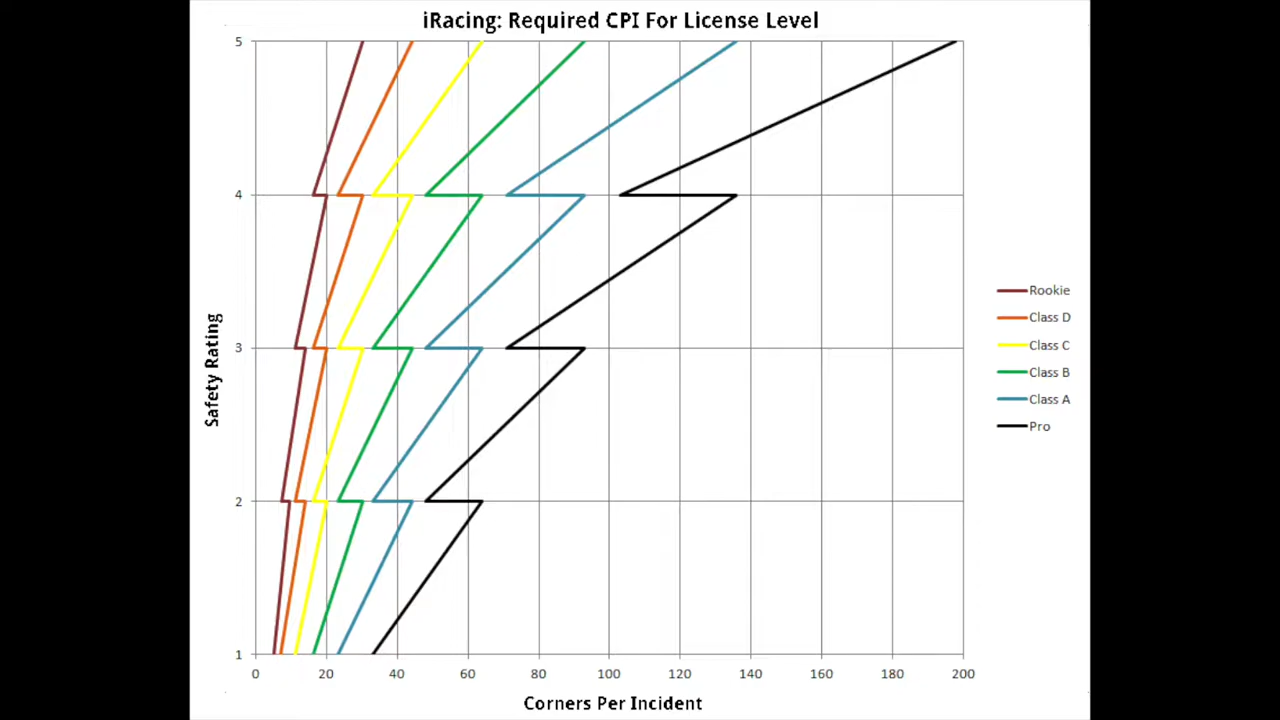 iRacing: Required CPI For License Level
5
4
3
2
1
Safety Rating
0 20 40 60 80 100 120 140 160 180 200
Corners Per Incident
Rookie
Class D
Class C
Class B
Class A
Pro